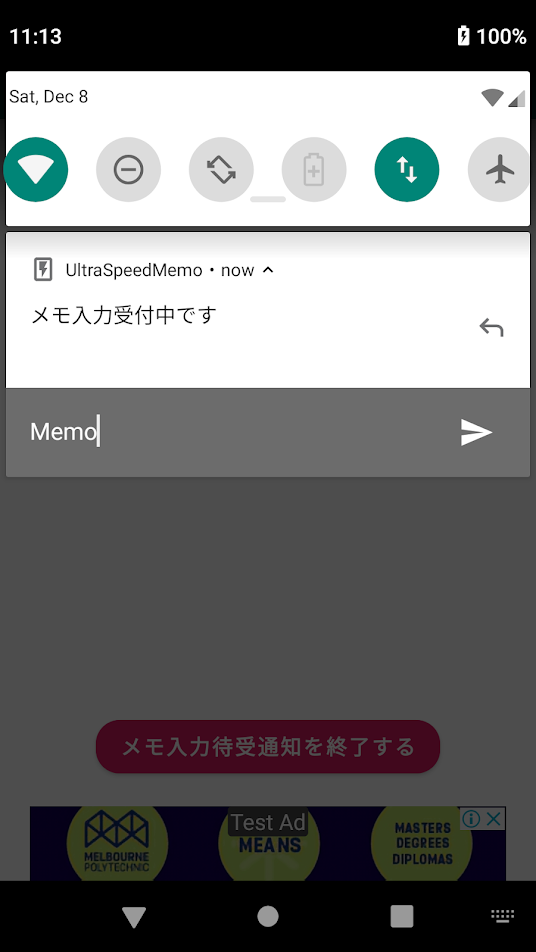 11:13 100%
Sat, Dec 8
UltraSpeedMemo • now
メモ入力受付中です
Memo
メモ入力待受通知を終了する
Test Ad
MELBOURNE
POLYTECHNIC
MEANS
MASTERS
DEGREES
DIPLOMAS